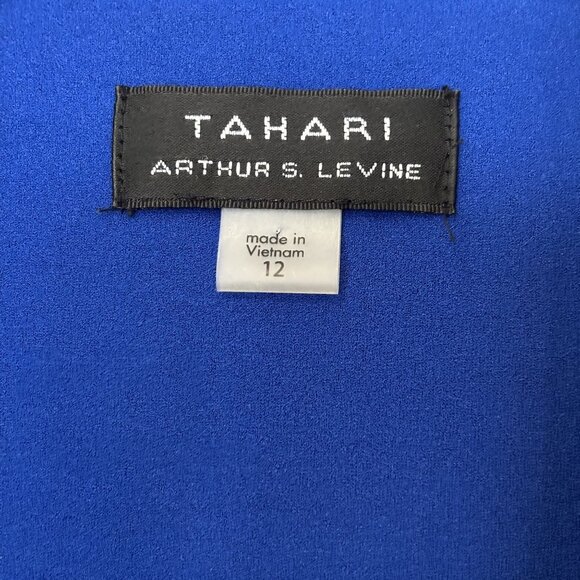 TAHARI
ARTHUR S. LEVINE
made in
Vietnam
12